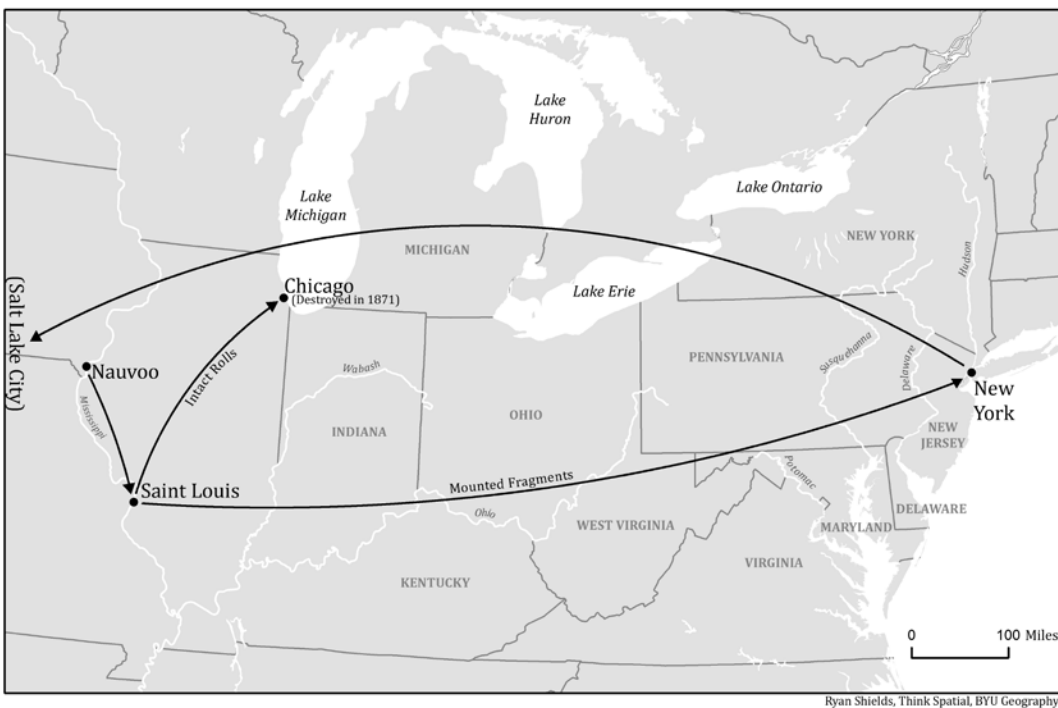 Lake
Huron
Lake Ontario
Lake
Michigan
NEW YORK
Hudson
MICHIGAN
Lake Erie
(Salt Lake City)
Chicago
(Destroyed in 1871)
Nauvoo
Intact Rolls
Wabash
PENNSYLVANIA
Susquehanna
Delaware
New
York
Mississippi
OHIO
INDIANA
NEW
JERSEY
Saint Louis
Mounted Fragments
Potomac
Ohio
WEST VIRGINIA
MARYLAND
DELAWARE
KENTUCKY
VIRGINIA
0 100 Miles
Ryan Shields, Think Spatial, BYU Geography